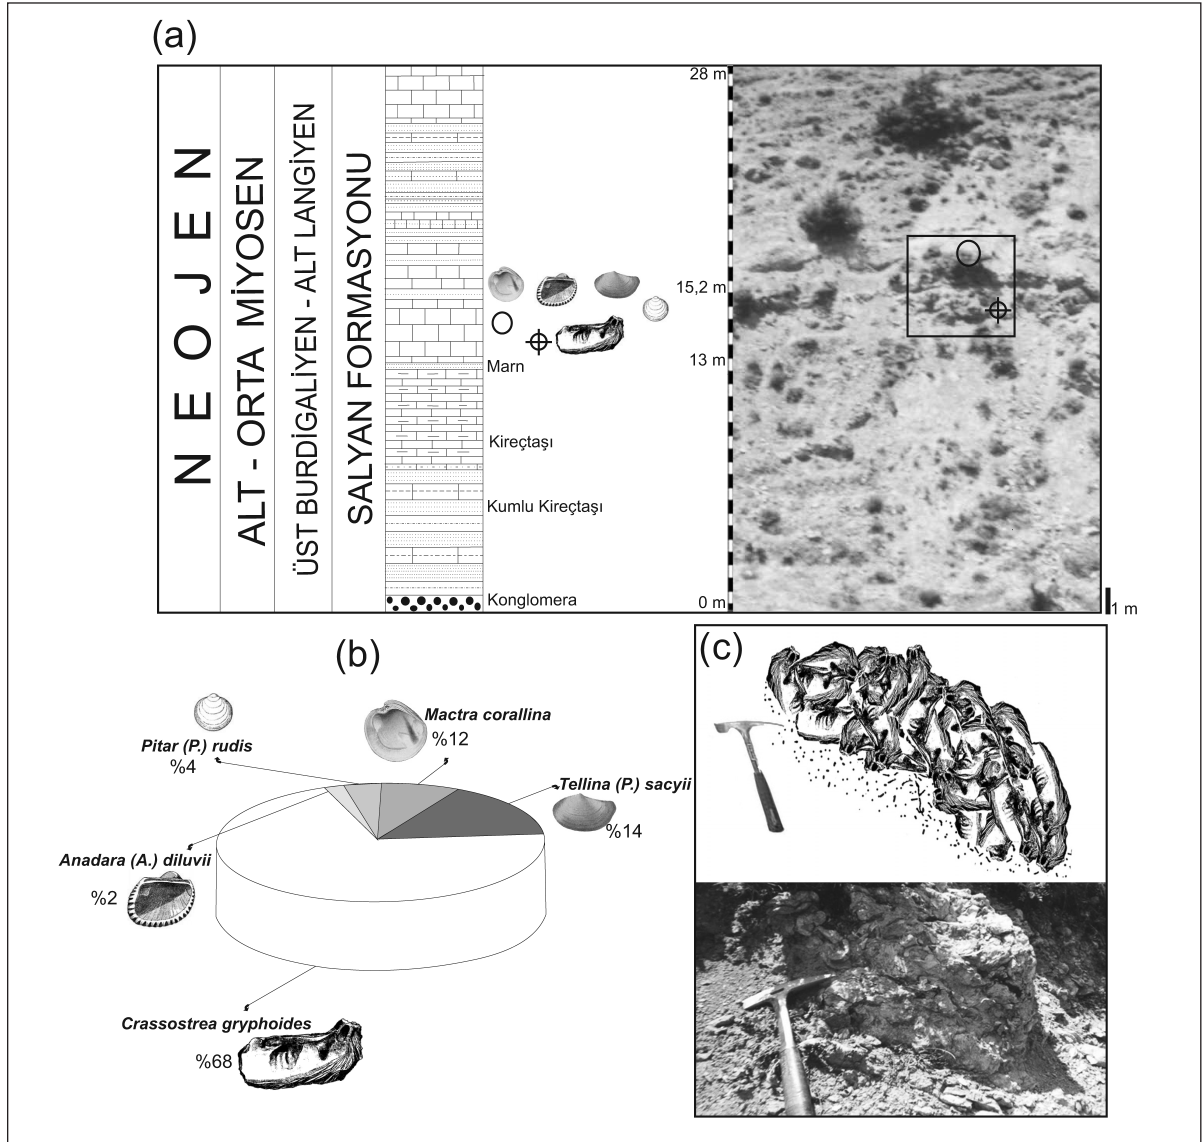 (a)
NEOJEN
ALT - ORTA MİYOSEN
ÜST BURDİGALİYEN - ALT LANGİYEN
SALYAN FORMASYONU
Marn
Kireçtaşı
Kumlu Kireçtaşı
Konglomera
28 m
15,2 m
13 m
0 m
1 m
(b)
Pitar (P.) rudis
%4
Mactra corallina
%12
Tellina (P.) sacyii
%14
Anadara (A.) diluvii
%2
Crassostrea gryphoides
%68
(c)